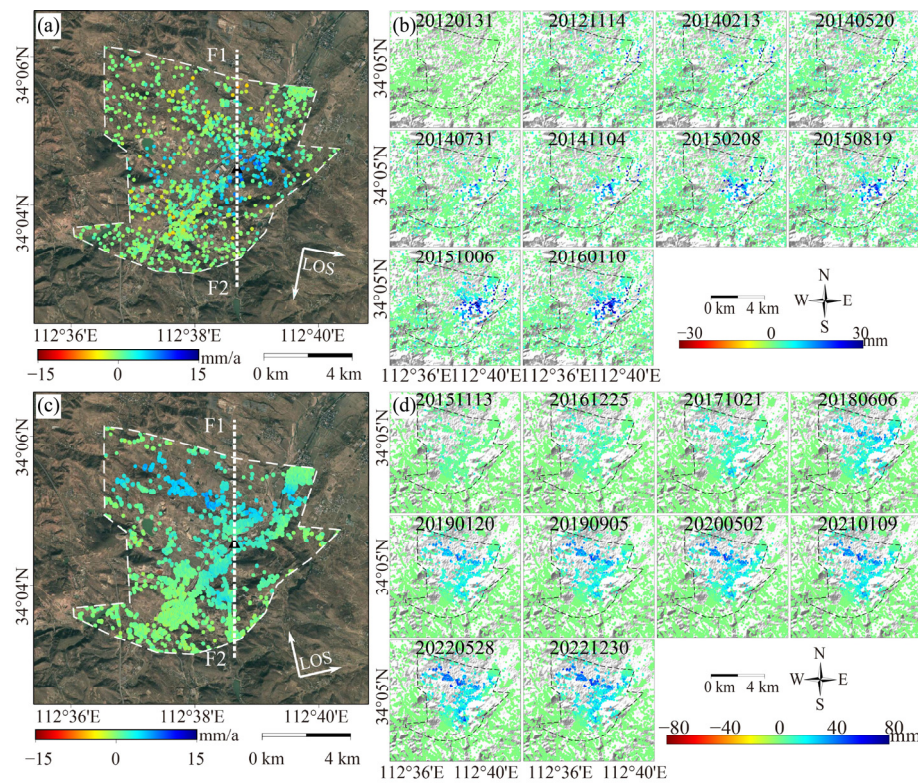 (a)
F1
F2
LOS
34°06'N
34°04'N
112°36'E 112°38'E 112°40'E
−15 0 15 mm/a
0 km 4 km
(b)
20120131 20121114 20140213 20140520
34°05'N
20140731 20141104 20150208 20150819
34°05'N
20151006 20160110
34°05'N
112°36'E 112°40'E 112°36'E 112°40'E
N
W E
S
0 km 4 km
−30 0 30
mm
(c)
F1
F2
LOS
34°06'N
34°04'N
112°36'E 112°38'E 112°40'E
−15 0 15 mm/a
0 km 4 km
(d)
20151113 20161225 20171021 20180606
34°05'N
20190120 20190905 20200502 20210109
34°05'N
20220528 20221230
34°05'N
112°36'E 112°40'E 112°36'E 112°40'E
N
W E
S
0 km 4 km
−80 −40 0 40 80
mm